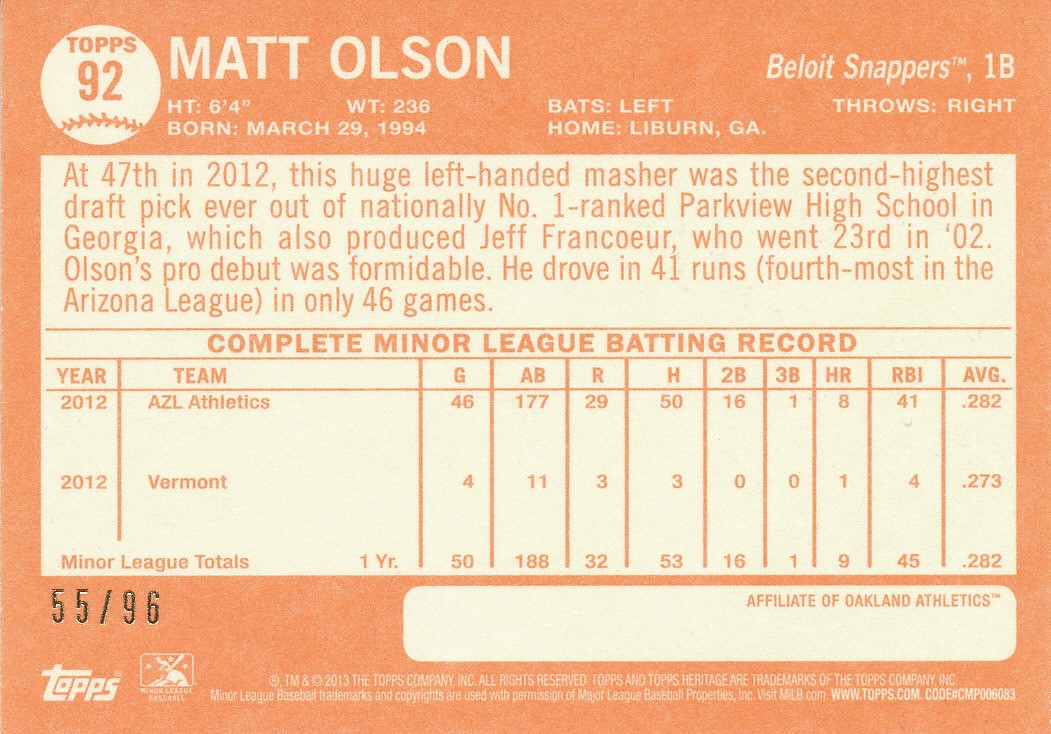 TOPPS
92
MATT OLSON
Beloit Snappers™, 1B
HT: 6'4" WT: 236 BATS: LEFT THROWS: RIGHT
BORN: MARCH 29, 1994 HOME: LIBURN, GA.
At 47th in 2012, this huge left-handed masher was the second-highest
draft pick ever out of nationally No. 1-ranked Parkview High School in
Georgia, which also produced Jeff Francoeur, who went 23rd in '02.
Olson's pro debut was formidable. He drove in 41 runs (fourth-most in the
Arizona League) in only 46 games.
COMPLETE MINOR LEAGUE BATTING RECORD
YEAR TEAM G AB R H 2B 3B HR RBI AVG.
2012 AZL Athletics 46 177 29 50 16 1 8 41 .282
2012 Vermont 4 11 3 3 0 0 1 4 .273
Minor League Totals 1 Yr. 50 188 32 53 16 1 9 45 .282
55/96
AFFILIATE OF OAKLAND ATHLETICS™
topps
MINOR LEAGUE
BASEBALL
®, TM & © 2013 THE TOPPS COMPANY, INC. ALL RIGHTS RESERVED. TOPPS AND TOPPS HERITAGE ARE TRADEMARKS OF THE TOPPS COMPANY, INC.
Minor League Baseball trademarks and copyrights are used with permission of Major League Baseball Properties, Inc. Visit MiLB.com. WWW.TOPPS.COM. CODE#CMP006083